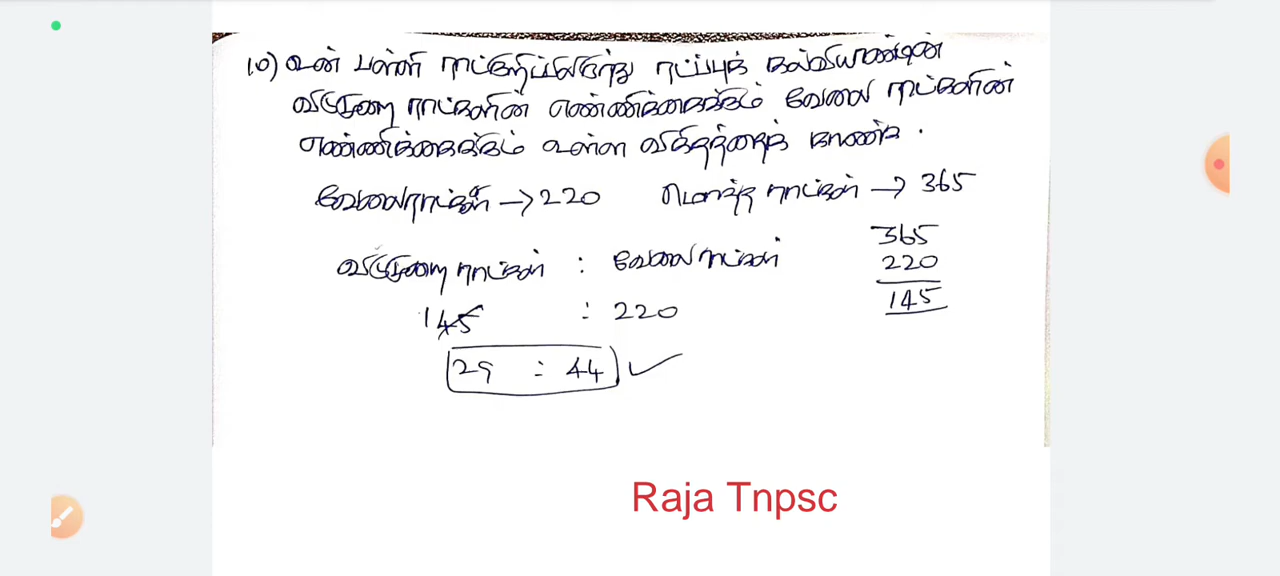 10) உன் பள்ளி நாட்குறிப்பிலிருந்து நடப்புக் கல்வியாண்டின்
விடுமுறை நாட்களின் எண்ணிக்கைக்கும் வேலை நாட்களின்
எண்ணிக்கைக்கும் உள்ள விகிதத்தைக் காண்க.
வேலைநாட்கள் → 220 மொத்த நாட்கள் → 365
விடுமுறை நாட்கள் : வேலை நாட்கள்
365
220
145
145 : 220
29 : 44
Raja Tnpsc